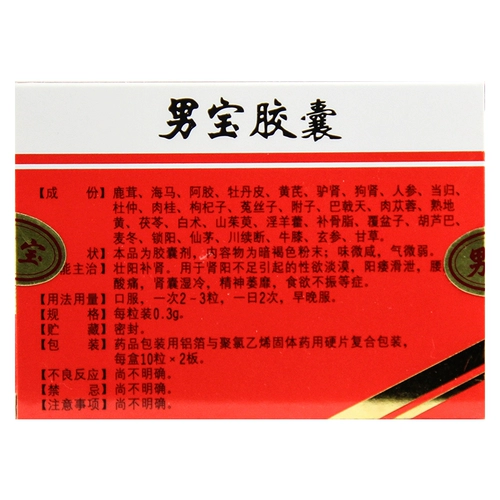 男宝胶囊
【成 份】鹿茸、海马、阿胶、牡丹皮、黄芪、驴肾、狗肾、人参、当归、
杜仲、肉桂、枸杞子、菟丝子、附子、巴戟天、肉苁蓉、熟地
黄、茯苓、白术、山茱萸、淫羊藿、补骨脂、覆盆子、胡芦巴、
麦冬、锁阳、仙茅、川续断、牛膝、玄参、甘草。
状】本品为胶囊剂，内容物为暗褐色粉末；味微咸，气微弱。
能主治】壮阳补肾。用于肾阳不足引起的性欲淡漠，阳痿滑泄，腰
酸痛，肾囊湿冷，精神萎靡，食欲不振等症。
【用法用量】口服，一次2-3粒，一日2次，早晚服。
【规 格】每粒装0.3g。
【贮 藏】密封。
【包 装】药品包装用铝箔与聚氯乙烯固体药用硬片复合包装，
每盒10粒×2板。
【不良反应】尚不明确。
【禁 忌】尚不明确。
【注意事项】尚不明确。
宝
男